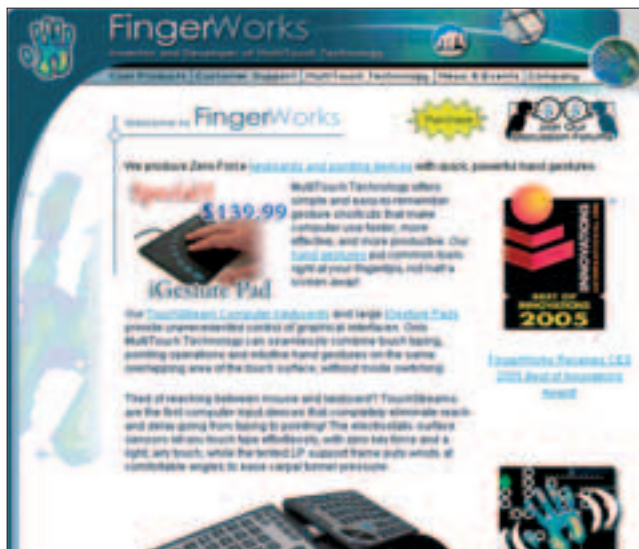 FingerWorks
Inventor and Developer of MultiTouch Technology
Our Products | Customer Support | MultiTouch Technology | News & Events | Company
Welcome to FingerWorks
Purchase
Join Our
Discussion Forums
We produce Zero-Force keyboards and pointing devices with quick, powerful hand gestures
Special!!
$139.99
iGesture Pad
MultiTouch Technology offers
simple and easy-to-remember
gesture shortcuts that make
computer use faster, more
effective, and more productive. Our
hand gestures put common tools
right at your fingertips, not half a
screen away!
INNOVATIONS
BEST OF
INNOVATIONS
2005
FingerWorks Receives CES
2005 Best of Innovations
Award!
Our TouchStream Computer keyboards and large iGesture Pads
provide unprecedented control of graphical interfaces. Only
MultiTouch Technology can seamlessly combine touch typing,
pointing operations and intuitive hand gestures on the same,
overlapping area of the touch surface, without mode switching.
Tired of reaching between mouse and keyboard? TouchStreams
are the first computer input devices that completely eliminate reach
and delay going from typing to pointing! The electrostatic surface
sensors let you touch type effortlessly, with zero key force and a
light, airy touch, while the tented LP support frame puts wrists at
comfortable angles to ease carpal tunnel pressure.